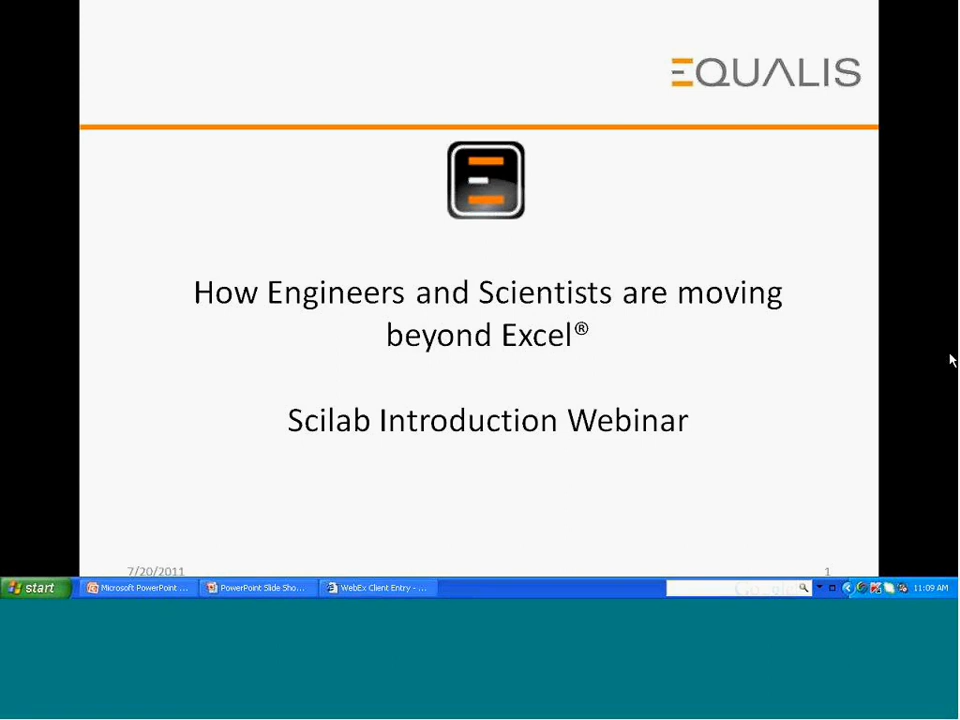 EQUALIS
How Engineers and Scientists are moving
beyond Excel®
Scilab Introduction Webinar
7/20/2011
1
start
Microsoft PowerPoint ...
PowerPoint Slide Sho...
WebEx Client Entry - ...
11:09 AM